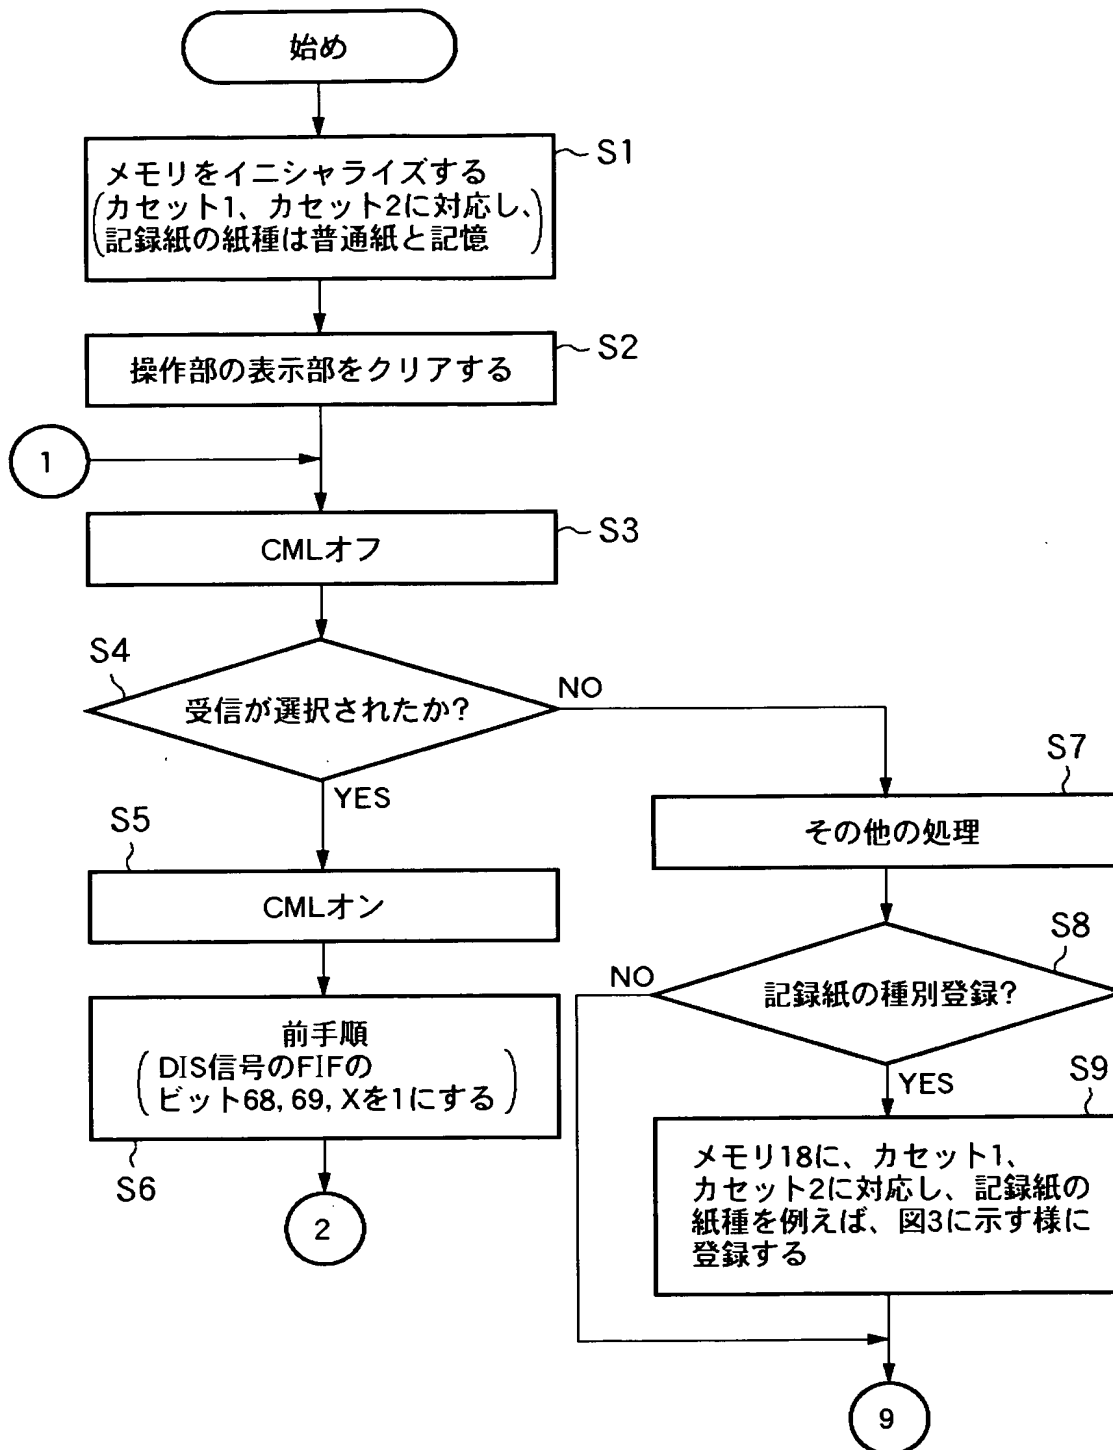 始め
S1
メモリをイニシャライズする
(カセット1、カセット2に対応し、
記録紙の紙種は普通紙と記憶)
S2
操作部の表示部をクリアする
1
S3
CMLオフ
S4
受信が選択されたか?
NO
YES
S5
CMLオン
前手順
(DIS信号のFIFの
ビット68, 69, Xを1にする)
S6
2
S7
その他の処理
S8
NO
記録紙の種別登録?
YES
S9
メモリ18に、カセット1、
カセット2に対応し、記録紙の
紙種を例えば、図3に示す様に
登録する
9